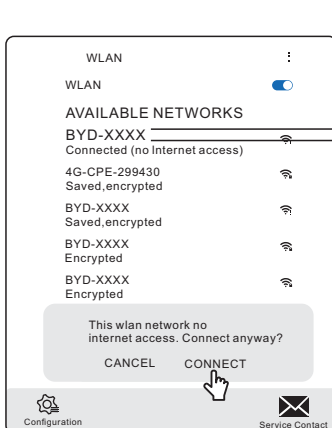 WLAN
WLAN
AVAILABLE NETWORKS
BYD-XXXX
Connected (no Internet access)
4G-CPE-299430
Saved,encrypted
BYD-XXXX
Saved,encrypted
BYD-XXXX
Encrypted
BYD-XXXX
Encrypted
This wlan network no
internet access. Connect anyway?
CANCEL CONNECT
Configuration Service Contact